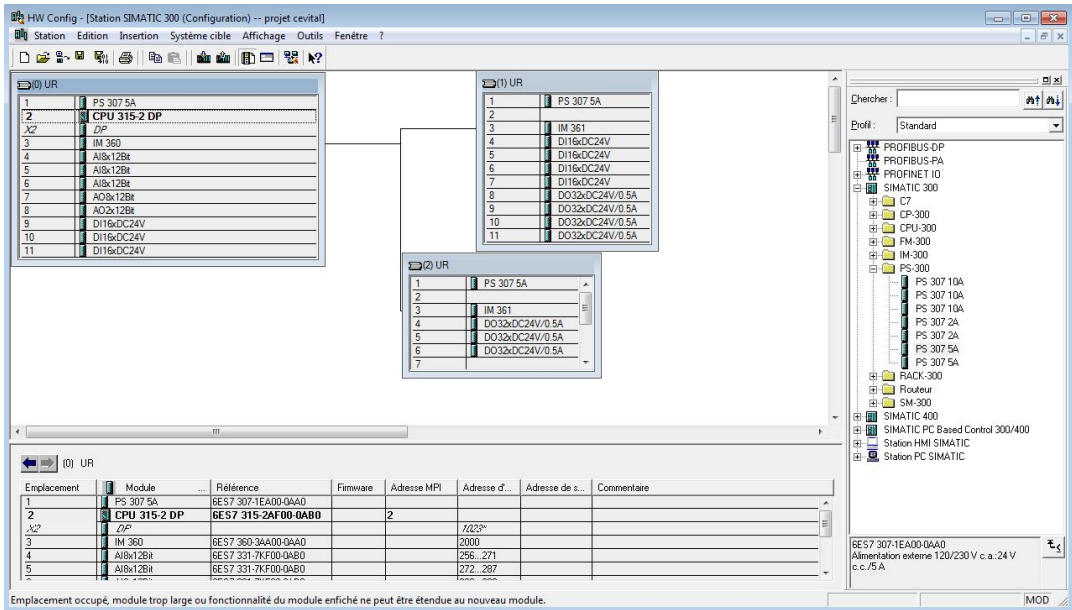 HW Config - [Station SIMATIC 300 (Configuration) -- projet cevital]
Station Edition Insertion Système cible Affichage Outils Fenêtre ?
(0) UR
1 PS 307 5A
2 CPU 315-2 DP
X2 DP
3 IM 360
4 AI8x12Bit
5 AI8x12Bit
6 AI8x12Bit
7 AO8x12Bit
8 AO2x12Bit
9 DI16xDC24V
10 DI16xDC24V
11 DI16xDC24V
(1) UR
1 PS 307 5A
2
3 IM 361
4 DI16xDC24V
5 DI16xDC24V
6 DI16xDC24V
7 DI16xDC24V
8 DO32xDC24V/0.5A
9 DO32xDC24V/0.5A
10 DO32xDC24V/0.5A
11 DO32xDC24V/0.5A
(2) UR
1 PS 307 5A
2
3 IM 361
4 DO32xDC24V/0.5A
5 DO32xDC24V/0.5A
6 DO32xDC24V/0.5A
7
Chercher :
Profil : Standard
PROFIBUS-DP
PROFIBUS-PA
PROFINET IO
SIMATIC 300
C7
CP-300
CPU-300
FM-300
IM-300
PS-300
PS 307 10A
PS 307 10A
PS 307 10A
PS 307 2A
PS 307 2A
PS 307 5A
PS 307 5A
RACK-300
Routeur
SM-300
SIMATIC 400
SIMATIC PC Based Control 300/400
Station HMI SIMATIC
Station PC SIMATIC
(0) UR
Emplacement Module ... Référence Firmware Adresse MPI Adresse d'... Adresse de s... Commentaire
1 PS 307 5A 6ES7 307-1EA00-0AA0
2 CPU 315-2 DP 6ES7 315-2AF00-0AB0 2
X2 DP 1023*
3 IM 360 6ES7 360-3AA00-0AA0 2000
4 AI8x12Bit 6ES7 331-7KF00-0AB0 256...271
5 AI8x12Bit 6ES7 331-7KF00-0AB0 272...287
6ES7 307-1EA00-0AA0
Alimentation externe 120/230 V c.a.:24 V
c.c./5 A
Emplacement occupé, module trop large ou fonctionnalité du module enfiché ne peut être étendue au nouveau module.
MOD